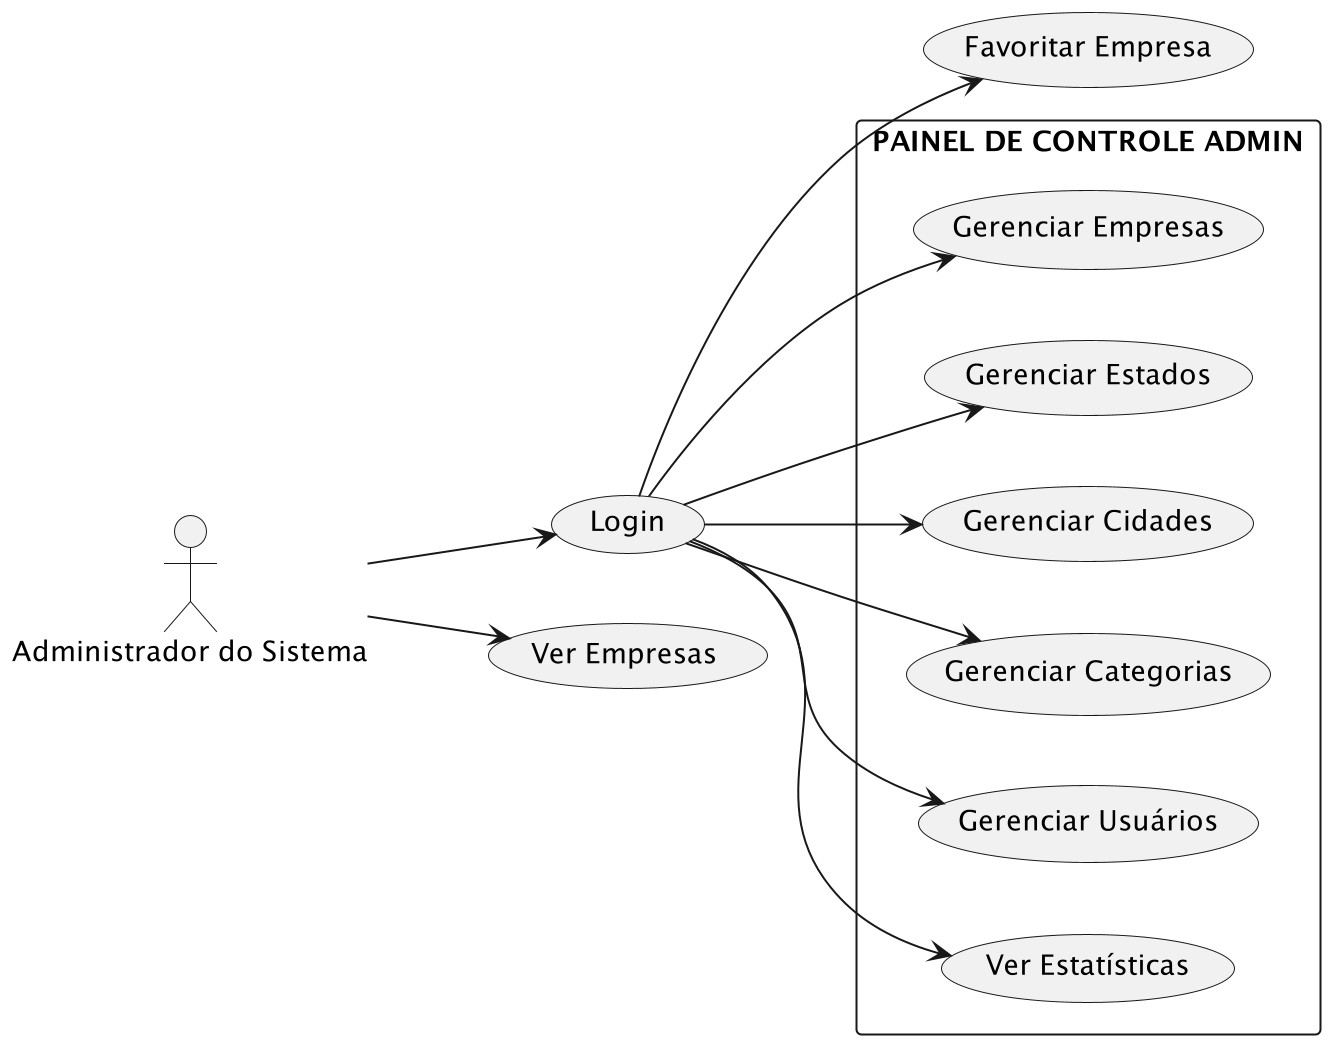 Favoritar Empresa
PAINEL DE CONTROLE ADMIN
Gerenciar Empresas
Gerenciar Estados
Login
Gerenciar Cidades
Administrador do Sistema
Ver Empresas
Gerenciar Categorias
Gerenciar Usuários
Ver Estatísticas